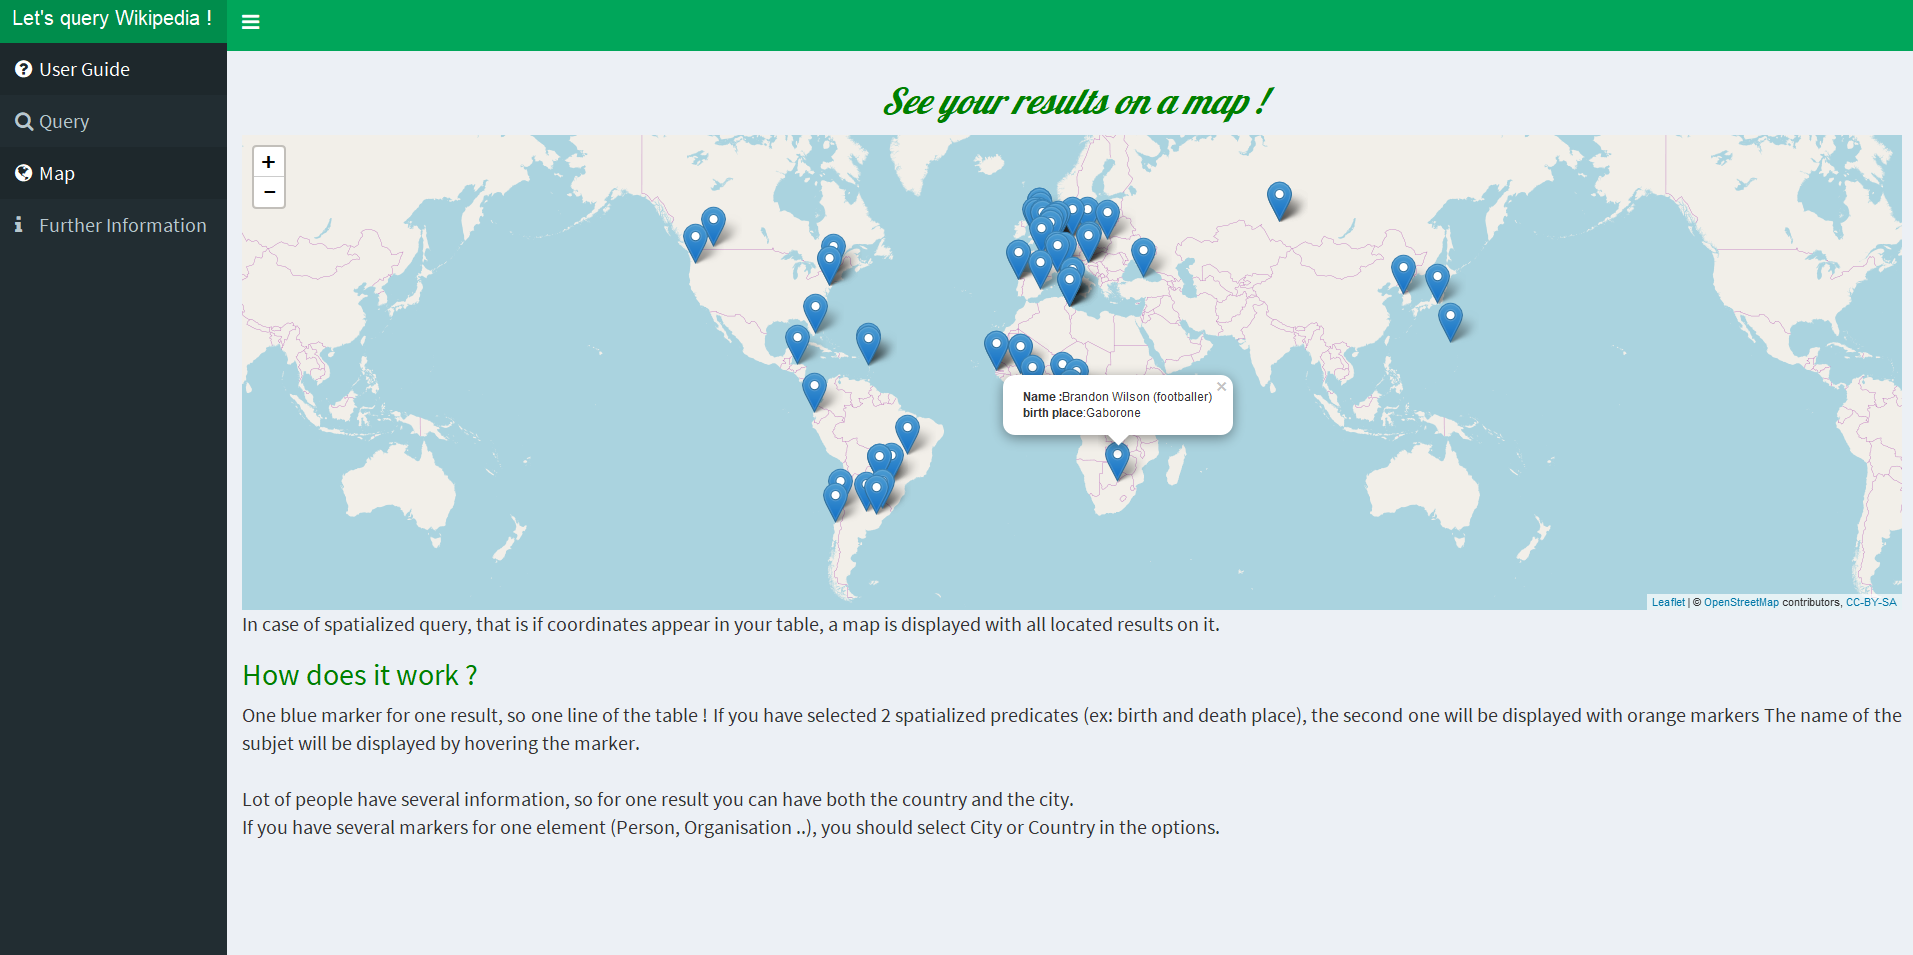 Let's query Wikipedia !
User Guide
Query
Map
Further Information
See your results on a map !
+
−
Name :Brandon Wilson (footballer)
birth place:Gaborone
×
Leaflet | © OpenStreetMap contributors, CC-BY-SA
In case of spatialized query, that is if coordinates appear in your table, a map is displayed with all located results on it.
How does it work ?
One blue marker for one result, so one line of the table ! If you have selected 2 spatialized predicates (ex: birth and death place), the second one will be displayed with orange markers The name of the
subjet will be displayed by hovering the marker.
Lot of people have several information, so for one result you can have both the country and the city.
If you have several markers for one element (Person, Organisation ..), you should select City or Country in the options.